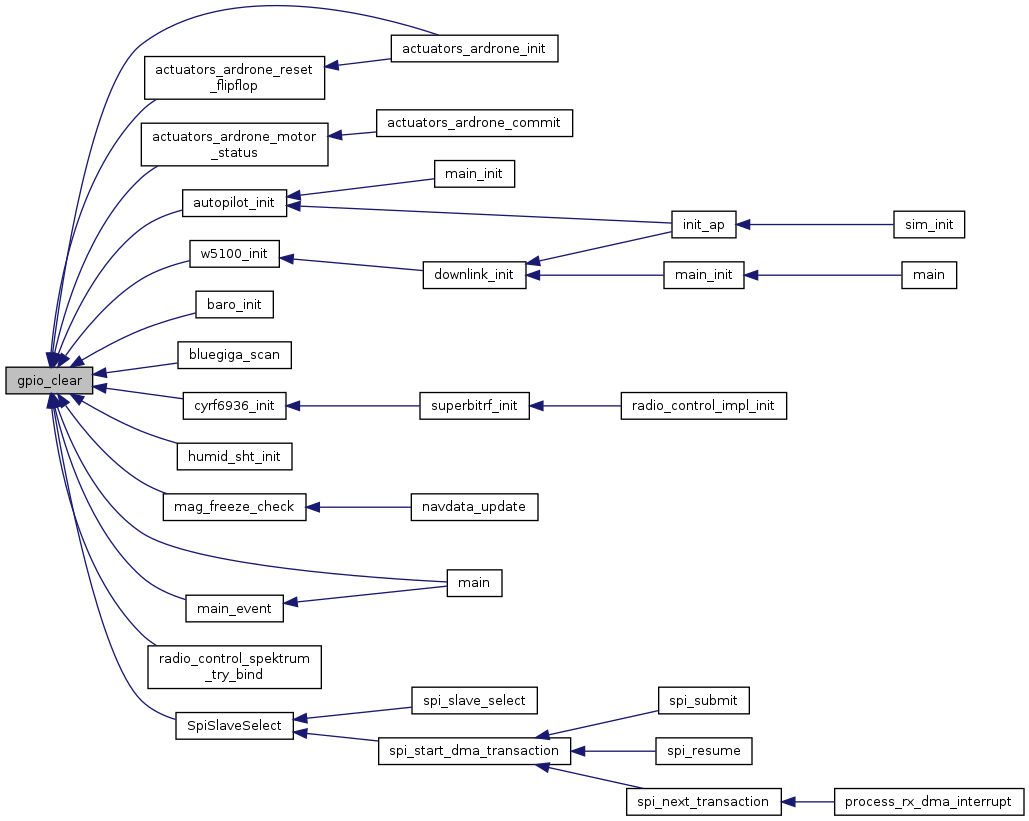 actuators_ardrone_init
actuators_ardrone_reset
_flipflop
actuators_ardrone_commit
actuators_ardrone_motor
_status
main_init
autopilot_init
init_ap
sim_init
w5100_init
downlink_init
main_init
main
baro_init
bluegiga_scan
gpio_clear
cyrf6936_init
superbitrf_init
radio_control_impl_init
humid_sht_init
mag_freeze_check
navdata_update
main
main_event
radio_control_spektrum
_try_bind
spi_slave_select
spi_submit
SpiSlaveSelect
spi_start_dma_transaction
spi_resume
spi_next_transaction
process_rx_dma_interrupt